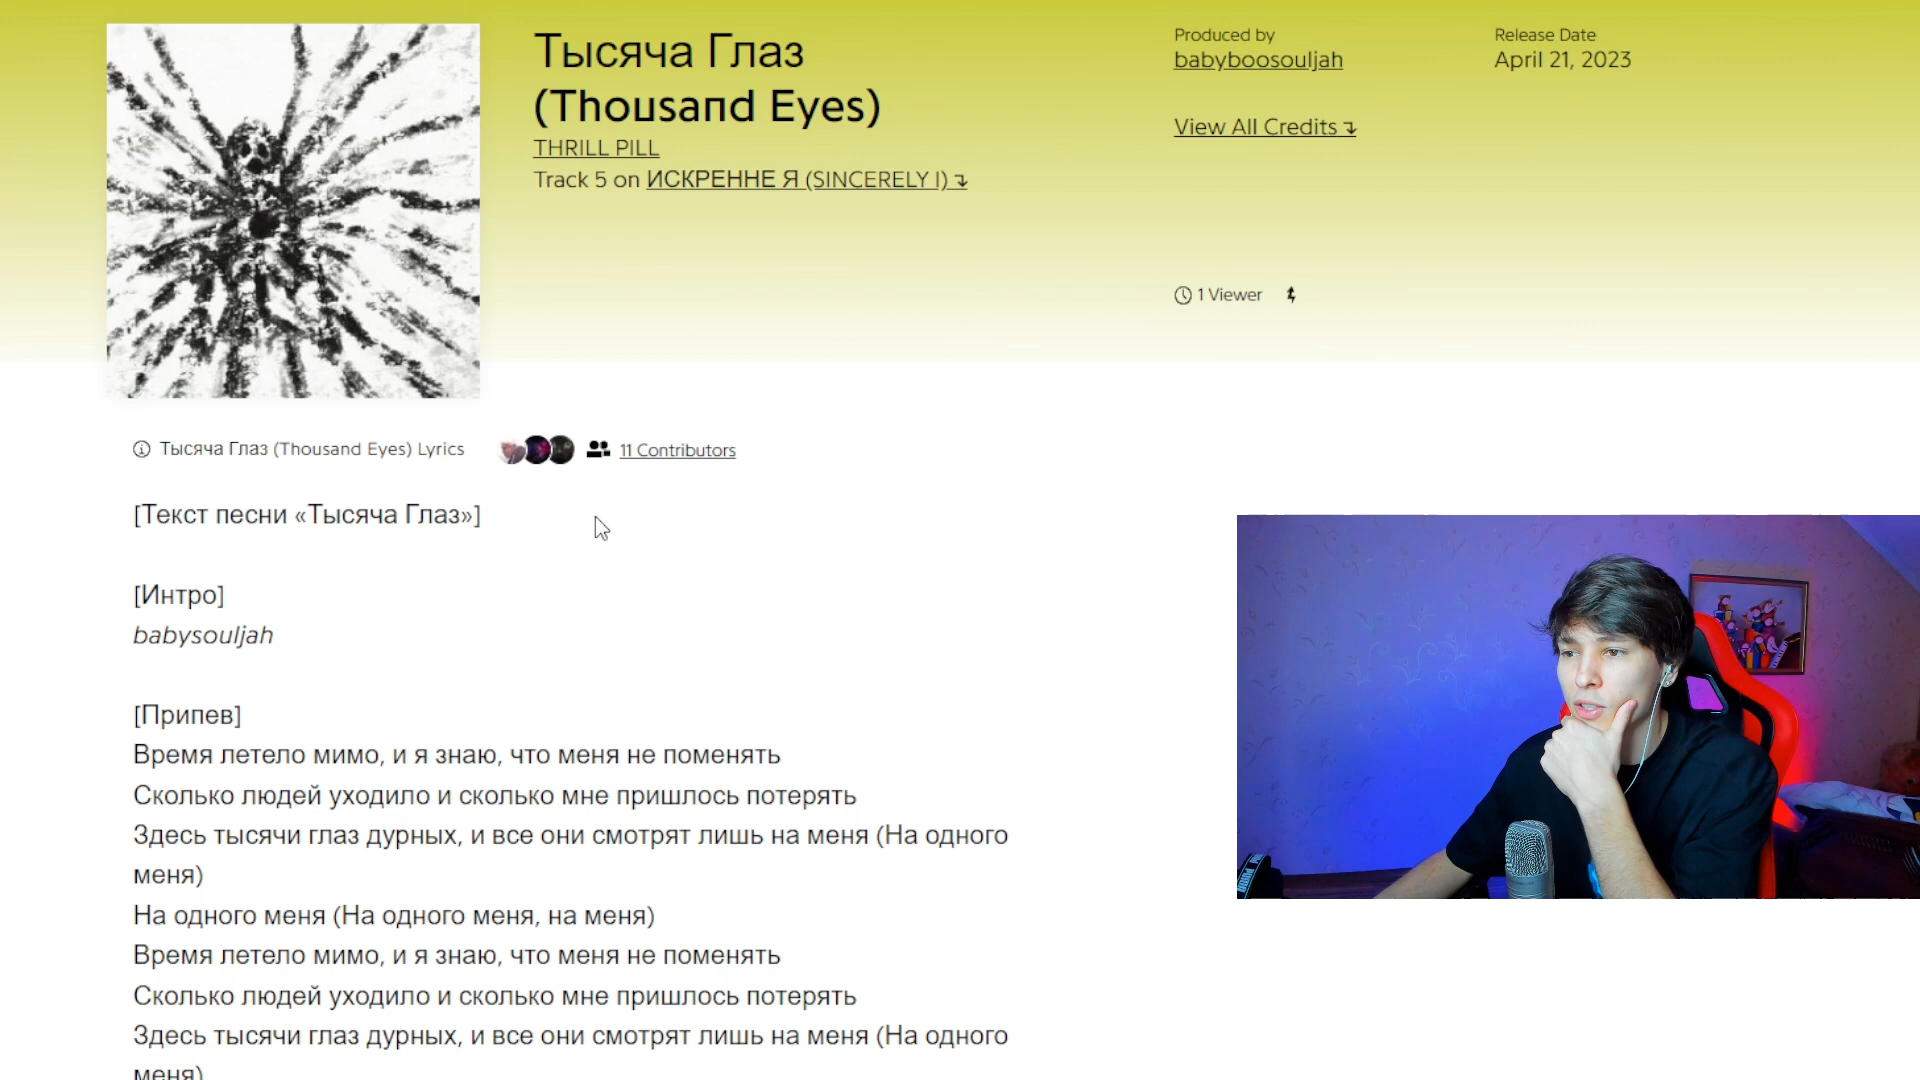 Тысяча Глаз
(Thousand Eyes)
THRILL PILL
Track 5 on ИСКРЕННЕ Я (SINCERELY I)
Produced by
babyboosouljah
View All Credits
1 Viewer
Release Date
April 21, 2023
Тысяча Глаз (Thousand Eyes) Lyrics
11 Contributors
[Текст песни «Тысяча Глаз»]
[Интро]
babysouljah
[Припев]
Время летело мимо, и я знаю, что меня не поменять
Сколько людей уходило и сколько мне пришлось потерять
Здесь тысячи глаз дурных, и все они смотрят лишь на меня (На одного
меня)
На одного меня (На одного меня, на меня)
Время летело мимо, и я знаю, что меня не поменять
Сколько людей уходило и сколько мне пришлось потерять
Здесь тысячи глаз дурных, и все они смотрят лишь на меня (На одного
меня)